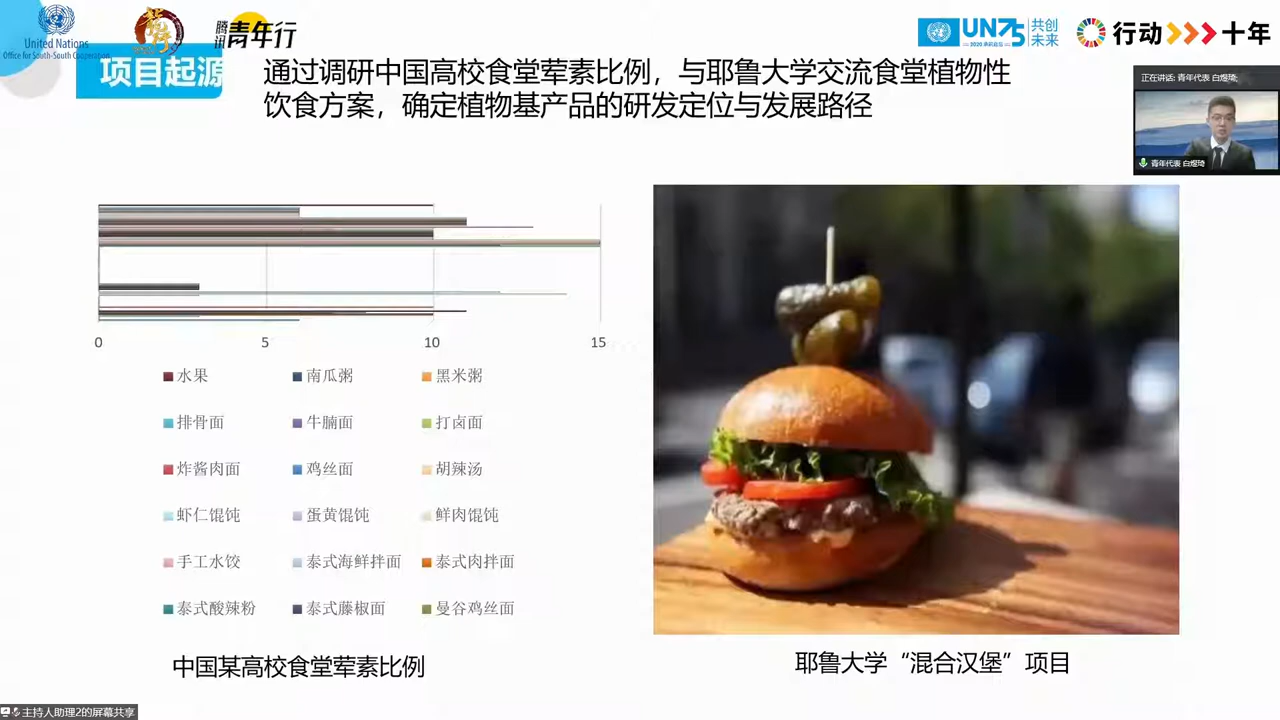 United Nations
Office for South-South Cooperation
腾讯青年行
UN75
2020 共创未来
行动 十年
项目起源
通过调研中国高校食堂荤素比例，与耶鲁大学交流食堂植物性
饮食方案，确定植物基产品的研发定位与发展路径
正在讲话: 青年代表 白煜琦;
青年代表 白煜琦
0 5 10 15
水果 南瓜粥 黑米粥
排骨面 牛腩面 打卤面
炸酱肉面 鸡丝面 胡辣汤
虾仁馄饨 蛋黄馄饨 鲜肉馄饨
手工水饺 泰式海鲜拌面 泰式肉拌面
泰式酸辣粉 泰式藤椒面 曼谷鸡丝面
中国某高校食堂荤素比例
耶鲁大学“混合汉堡”项目
主持人助理2的屏幕共享